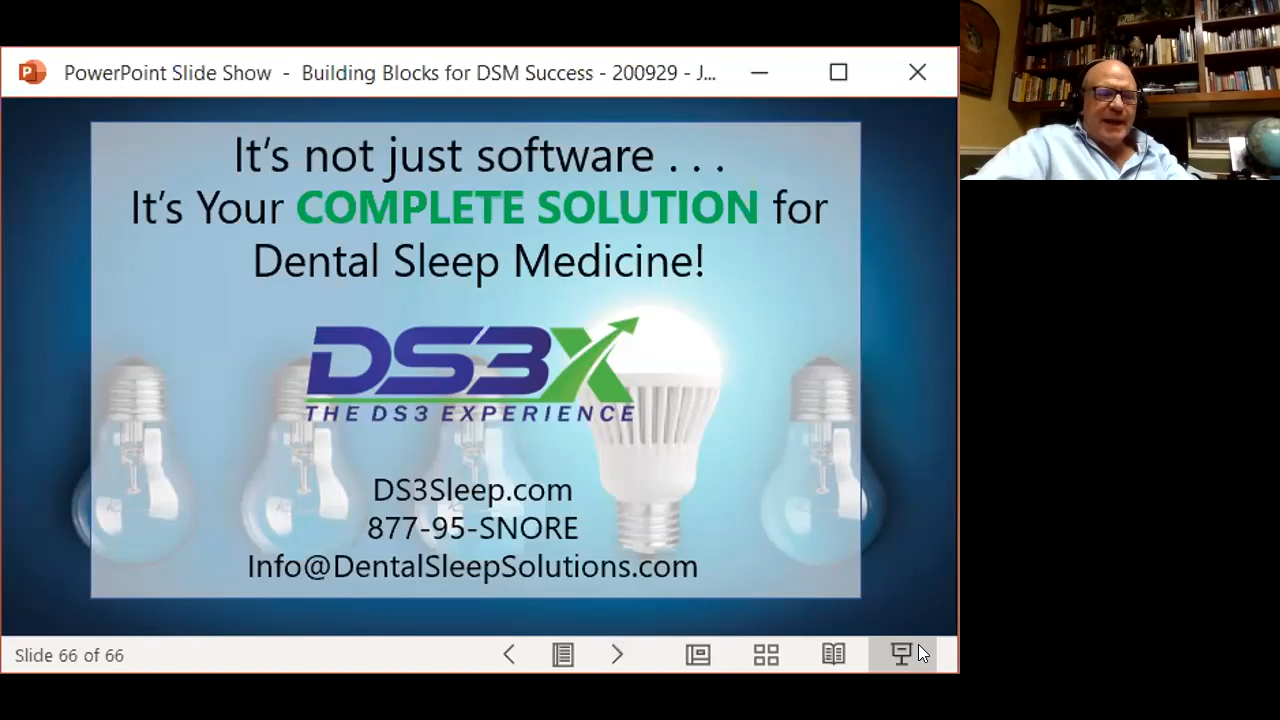 PowerPoint Slide Show - Building Blocks for DSM Success - 200929 - J...
It's not just software . . .
It's Your COMPLETE SOLUTION for
Dental Sleep Medicine!
DS3X
THE DS3 EXPERIENCE
DS3Sleep.com
877-95-SNORE
Info@DentalSleepSolutions.com
Slide 66 of 66